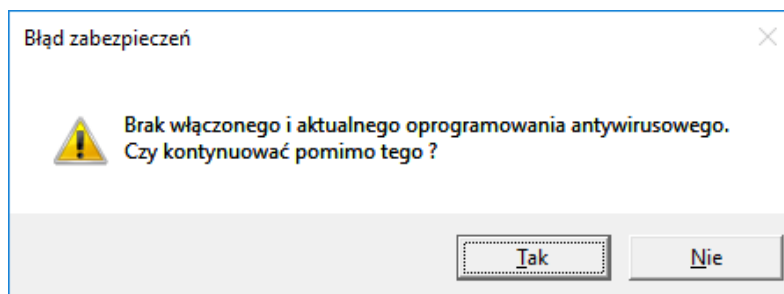 Błąd zabezpieczeń
Brak włączonego i aktualnego oprogramowania antywirusowego.
Czy kontynuować pomimo tego ?
Tak
Nie